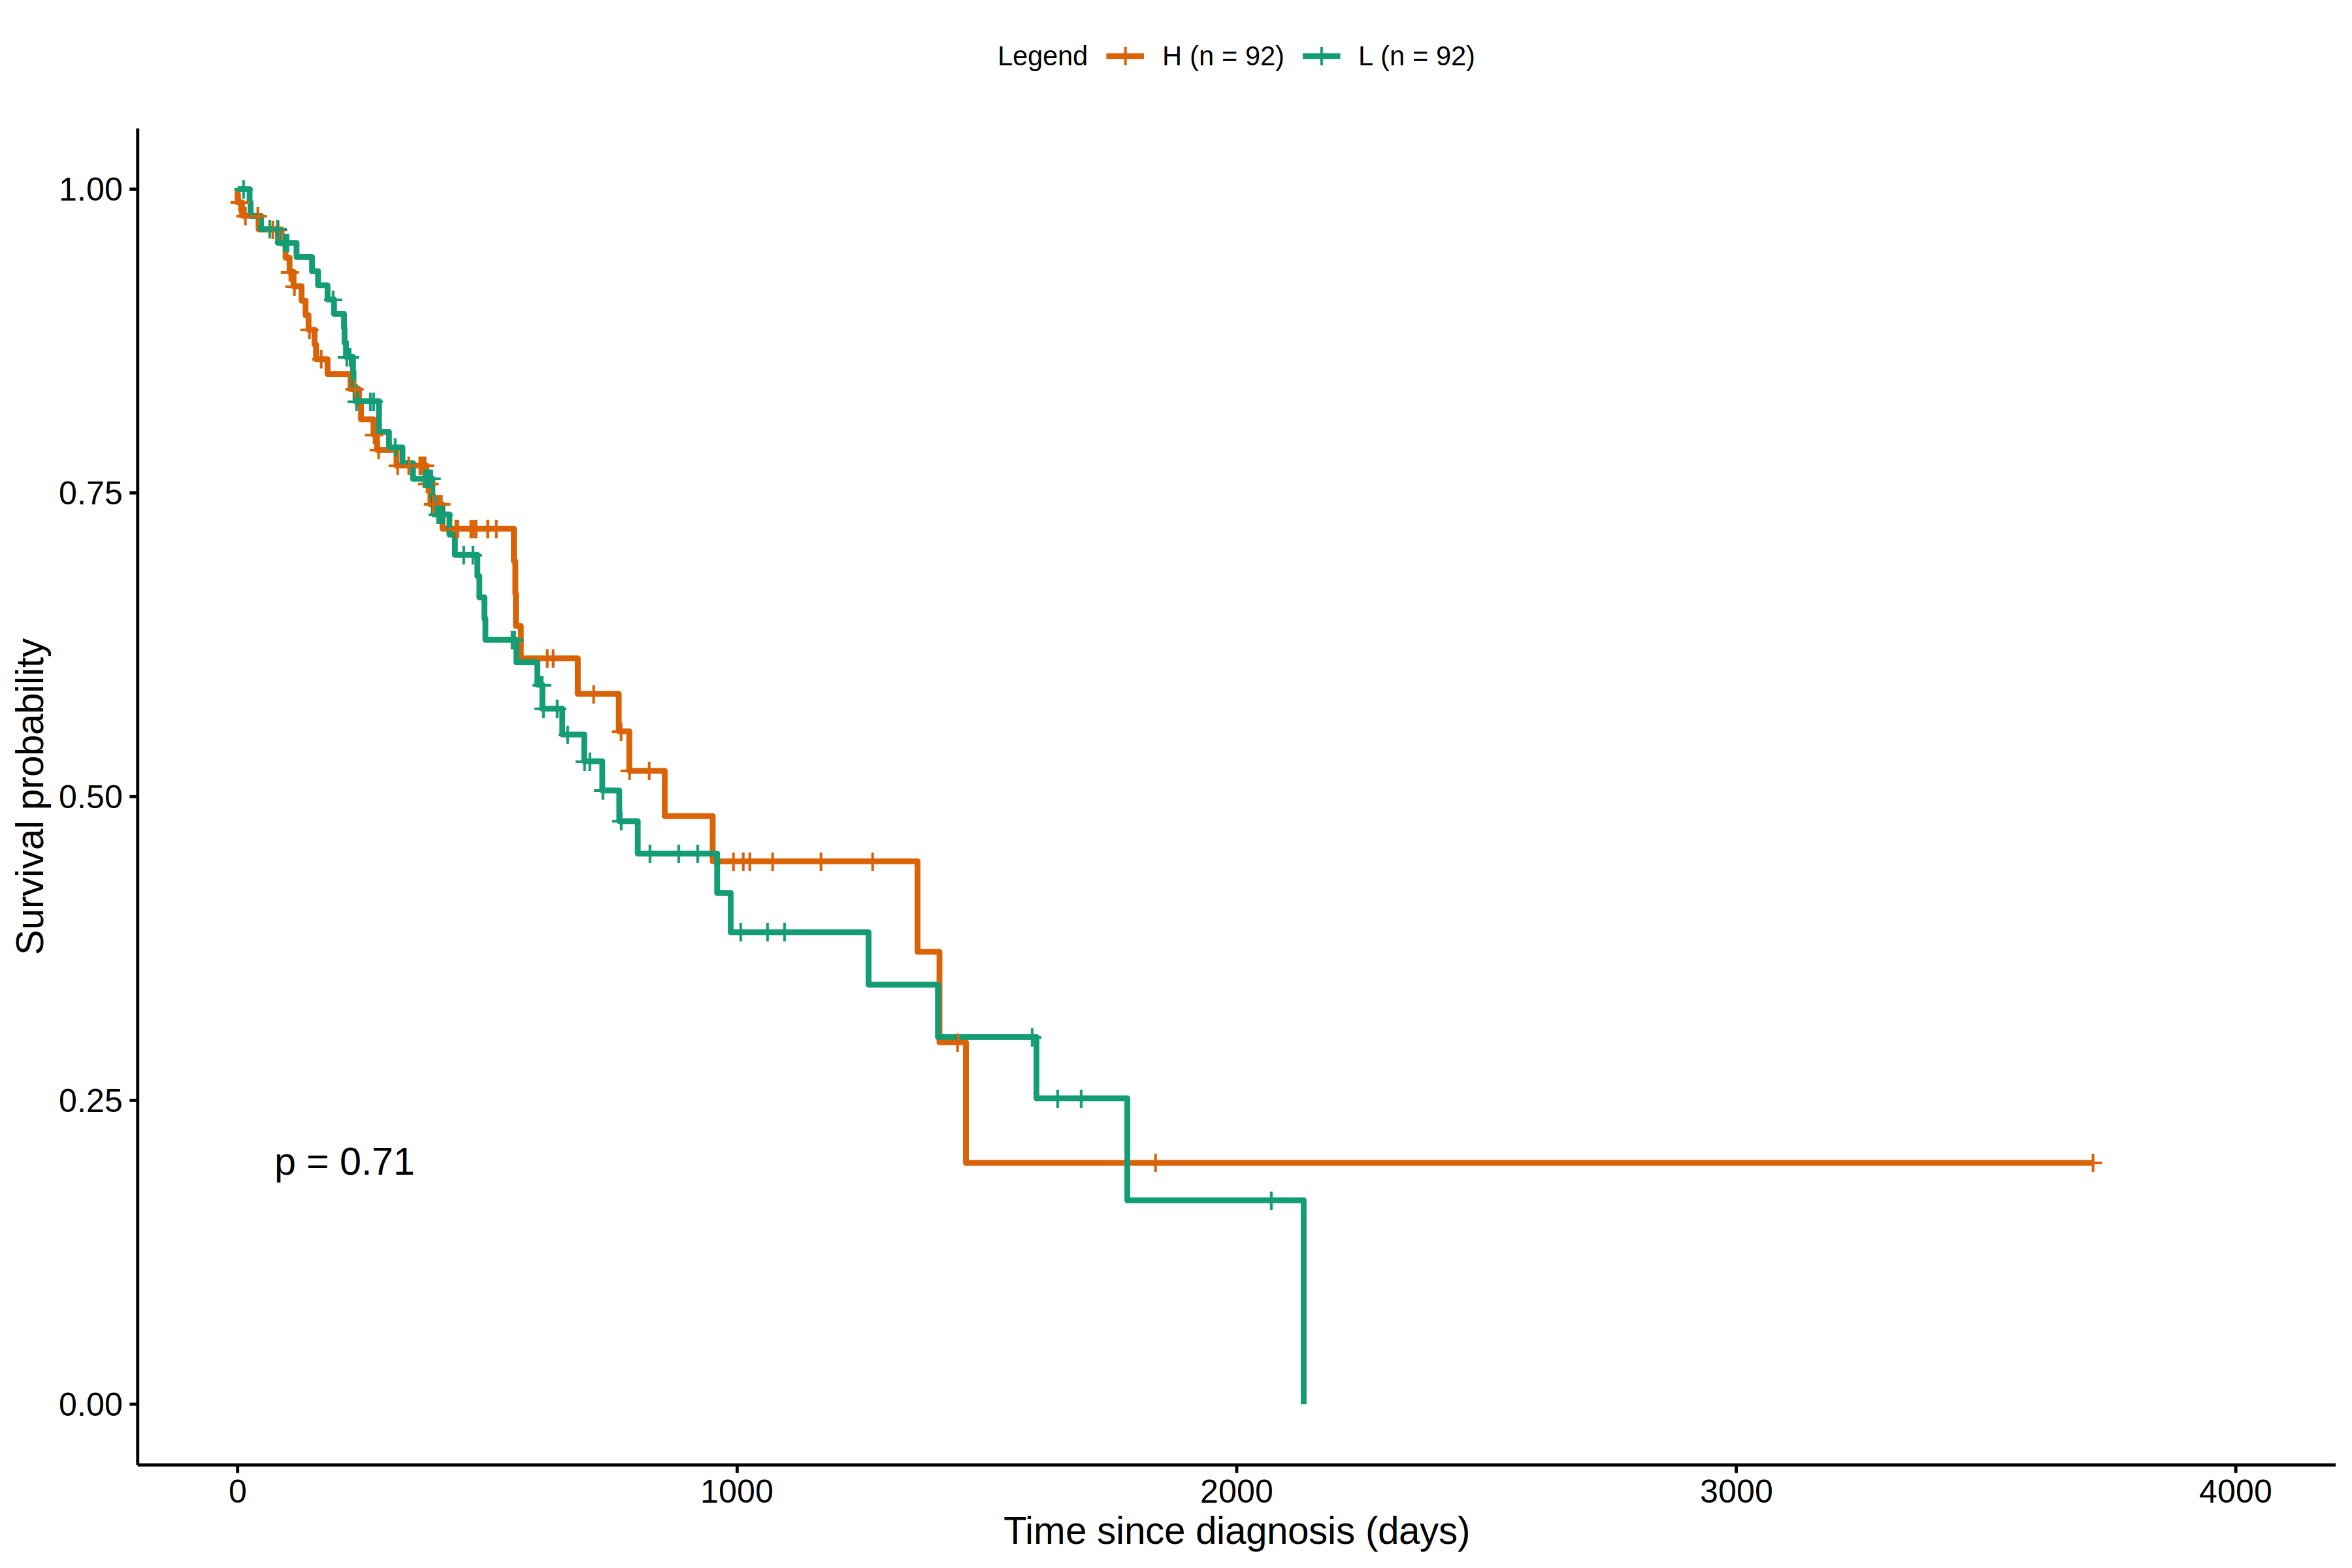 Legend H (n = 92) L (n = 92)
1.00
0.75
0.50
0.25
0.00
Survival probability
p = 0.71
0 1000 2000 3000 4000
Time since diagnosis (days)